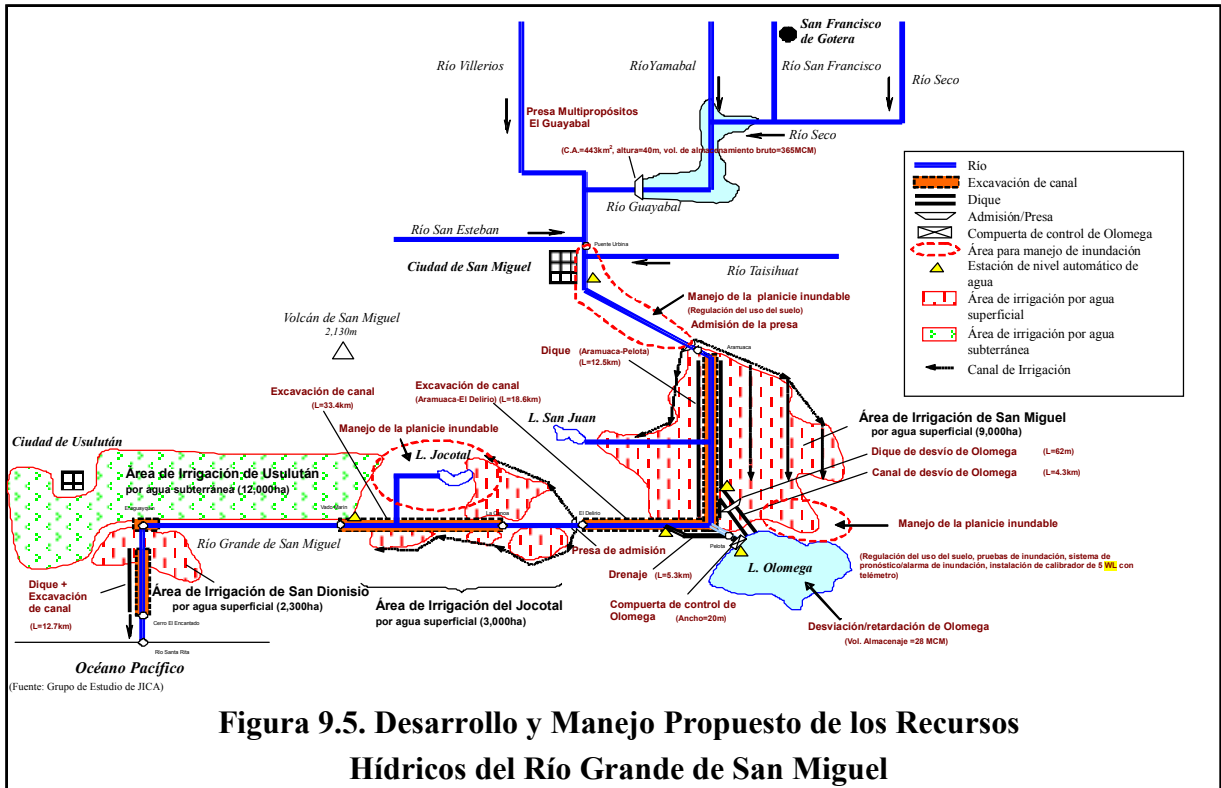 San Francisco
de Gotera
Río Villerios
RíoYamabal
Río San Francisco
Río Seco
Presa Multipropósitos
El Guayabal
Río Seco
(C.A.=443km², altura=40m, vol. de almacenamiento bruto=365MCM)
Río Guayabal
Río San Esteban
Puente Urbina
Ciudad de San Miguel
Río Taisihuat
Río
Excavación de canal
Dique
Admisión/Presa
Compuerta de control de Olomega
Área para manejo de inundación
Estación de nivel automático de
agua
Área de irrigación por agua
superficial
Área de irrigación por agua
subterránea
Canal de Irrigación
Manejo de la planicie inundable
(Regulación del uso del suelo)
Admisión de la presa
Volcán de San Miguel
2,130m
Dique (Aramuaca-Pelota)
(L=12.5km)
Aramuaca
Excavación de canal
(L=33.4km)
Excavación de canal
(Aramuaca-El Delirio) (L=18.6km)
L. San Juan
Manejo de la planicie inundable
L. Jocotal
Ciudad de Usulután
Área de Irrigación de Usulután
por agua subterránea (12,000ha)
Área de Irrigación de San Miguel
por agua superficial (9,000ha)
Dique de desvío de Olomega (L=62m)
Canal de desvío de Olomega (L=4.3km)
Vado Marín
El Delirio
Río Grande de San Miguel
Presa de admisión
Pelota
Manejo de la planicie inundable
Drenaje (L=5.3km)
L. Olomega
(Regulación del uso del suelo, pruebas de inundación, sistema de
pronóstico/alarma de inundación, instalación de calibrador de 5 WL con
telémetro)
Dique +
Excavación
de canal
(L=12.7km)
Área de Irrigación de San Dionisio
por agua superficial (2,300ha)
Área de Irrigación del Jocotal
por agua superficial (3,000ha)
Compuerta de control de
Olomega (Ancho=20m)
Desviación/retardación de Olomega
(Vol. Almacenaje =28 MCM)
Cerro El Encantado
Río Santa Rita
Océano Pacífico
(Fuente: Grupo de Estudio de JICA)
Figura 9.5. Desarrollo y Manejo Propuesto de los Recursos
Hídricos del Río Grande de San Miguel